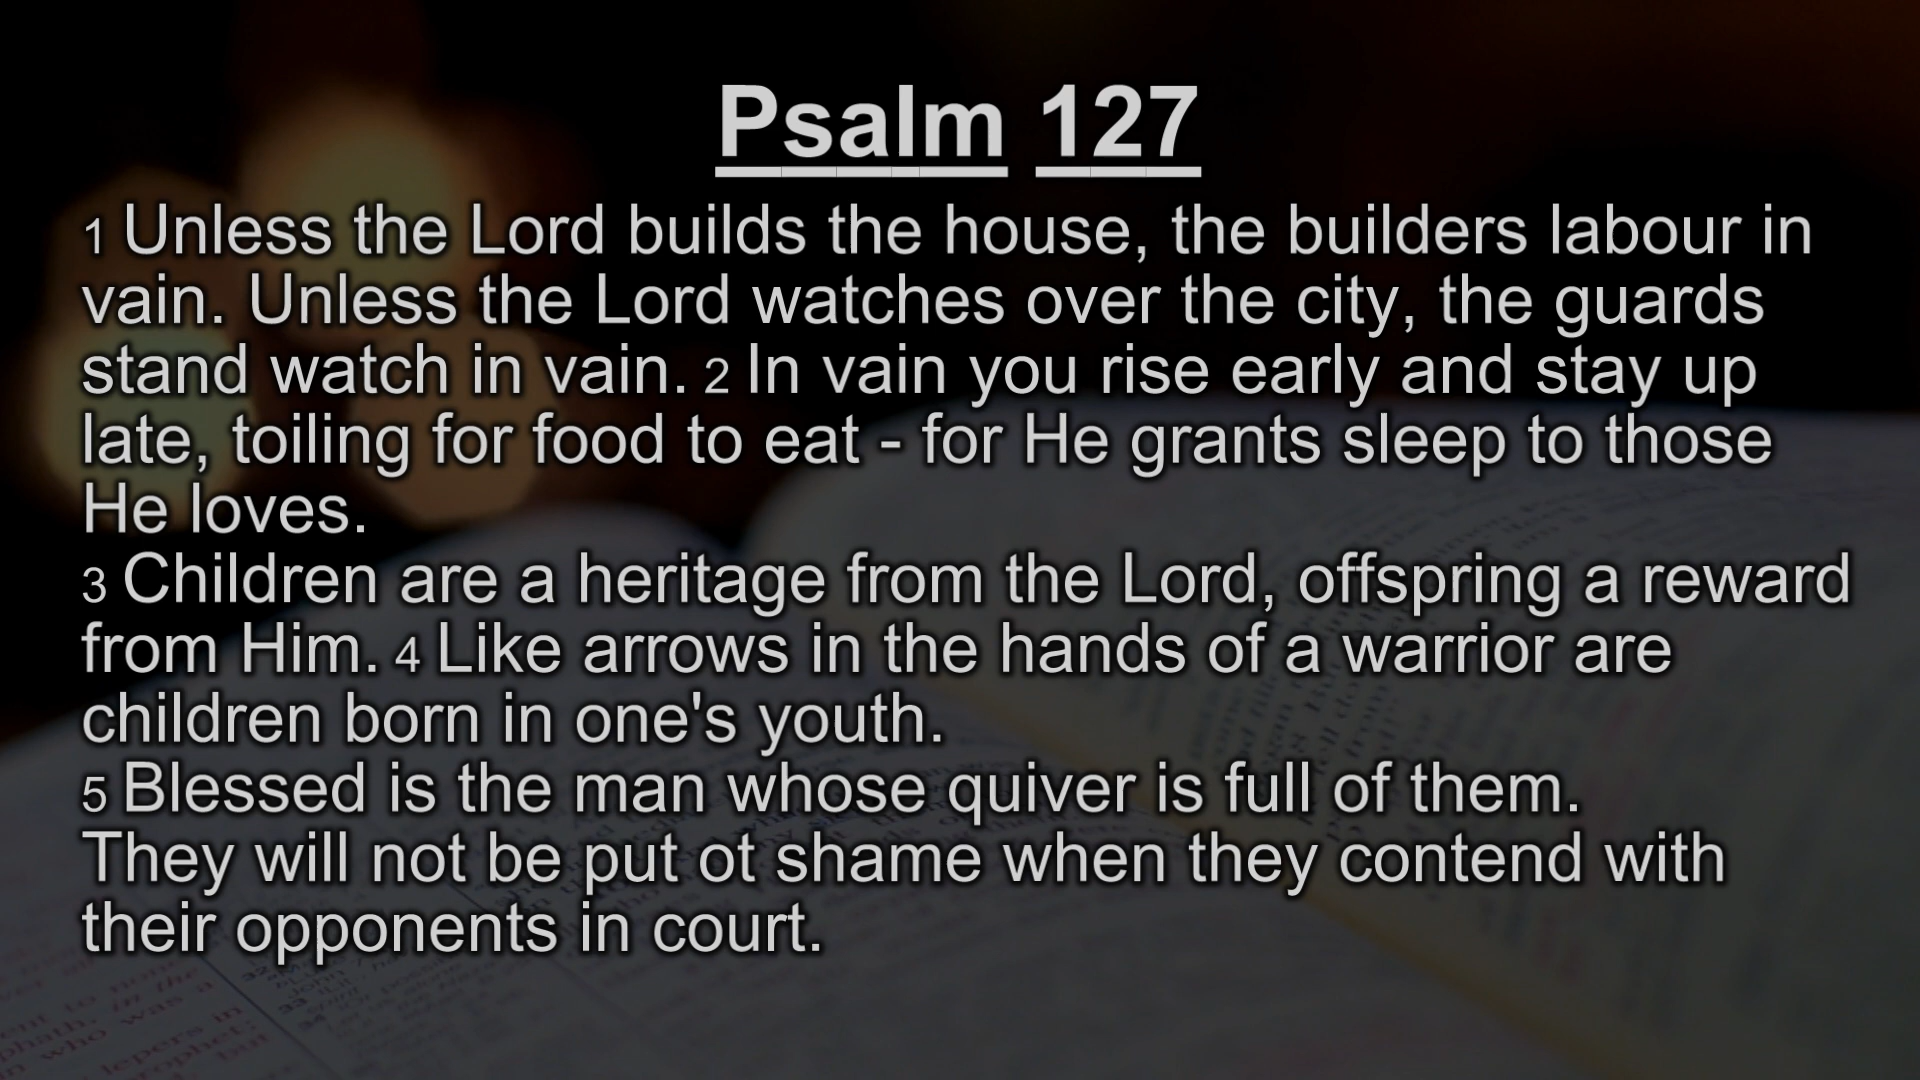 Psalm 127
1 Unless the Lord builds the house, the builders labour in
vain. Unless the Lord watches over the city, the guards
stand watch in vain. 2 In vain you rise early and stay up
late, toiling for food to eat - for He grants sleep to those
He loves.
3 Children are a heritage from the Lord, offspring a reward
from Him. 4 Like arrows in the hands of a warrior are
children born in one's youth.
5 Blessed is the man whose quiver is full of them.
They will not be put ot shame when they contend with
their opponents in court.